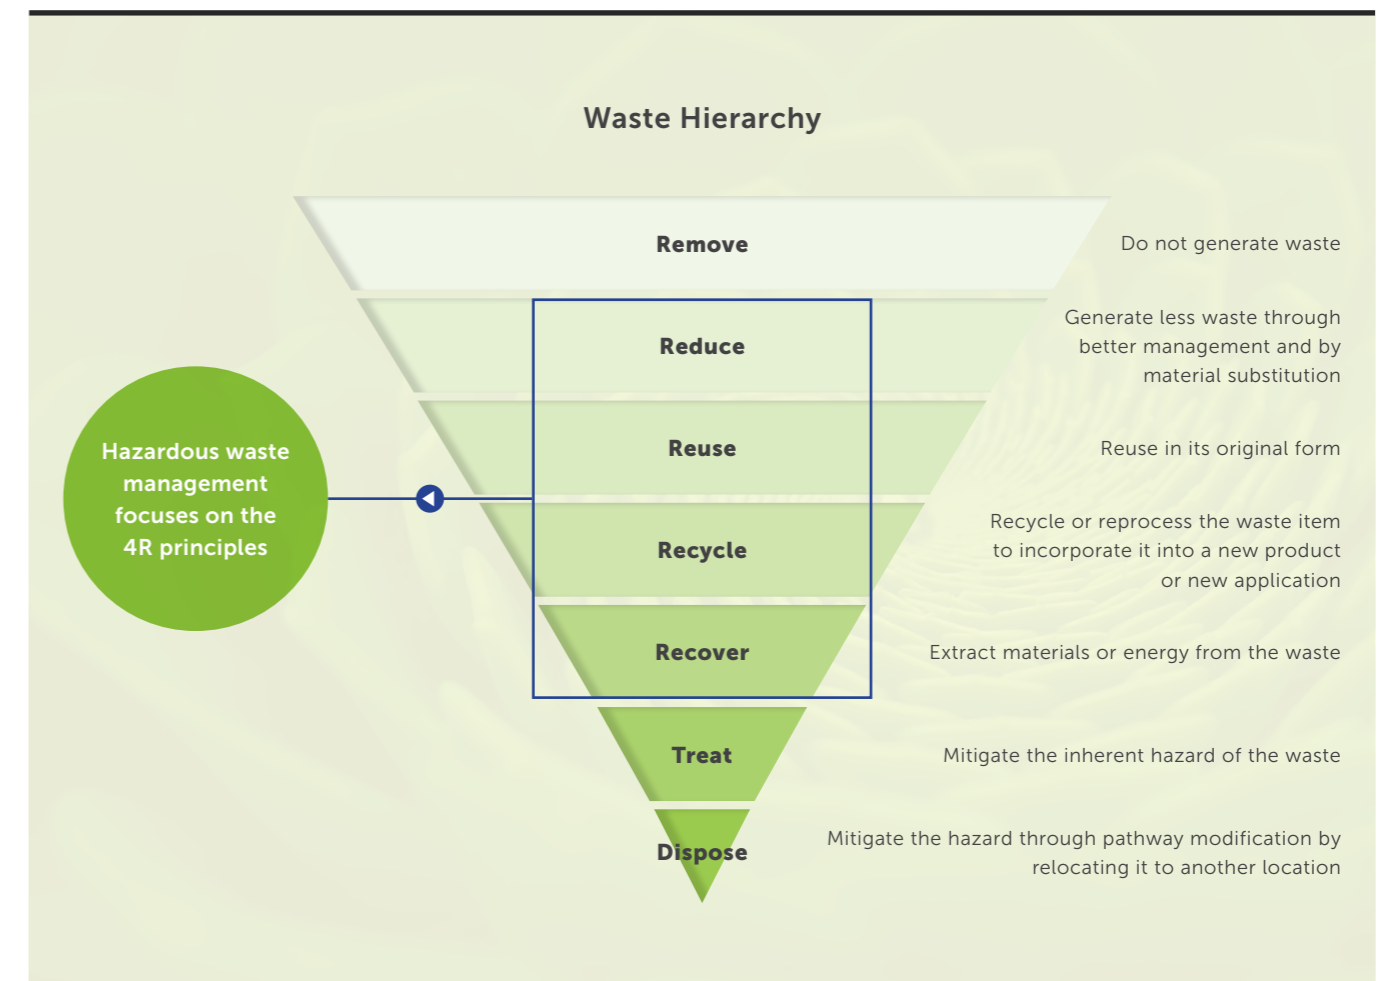 Waste Hierarchy
Remove
Do not generate waste
Reduce
Generate less waste through
better management and by
material substitution
Hazardous waste
management
focuses on the
4R principles
Reuse
Reuse in its original form
Recycle
Recycle or reprocess the waste item
to incorporate it into a new product
or new application
Recover
Extract materials or energy from the waste
Treat
Mitigate the inherent hazard of the waste
Dispose
Mitigate the hazard through pathway modification by
relocating it to another location